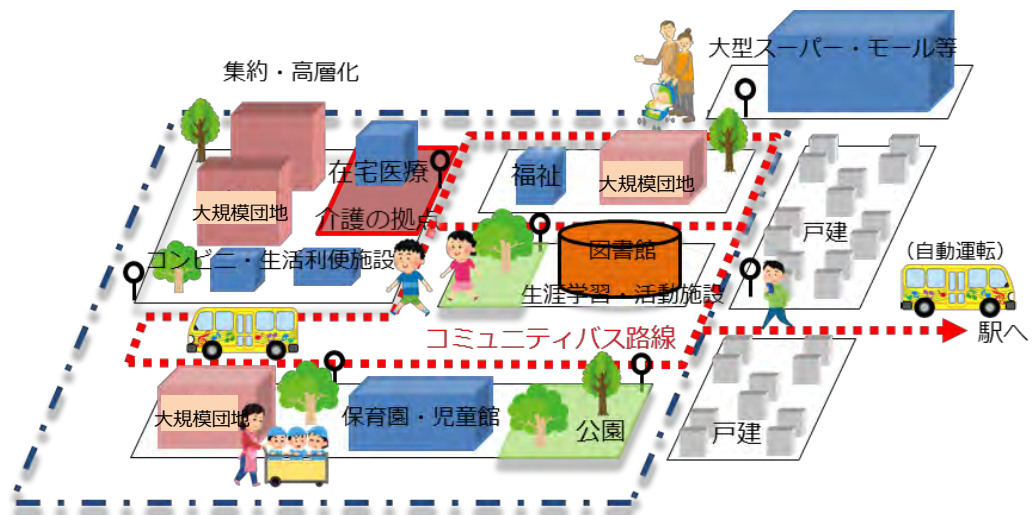 大型スーパー・モール等
集約・高層化
在宅医療
福祉
大規模団地
大規模団地
介護の拠点
戸建
図書館
（自動運転）
コンビニ・生活利便施設
生涯学習・活動施設
コミュニティバス路線
駅へ
大規模団地
保育園・児童館
公園
戸建